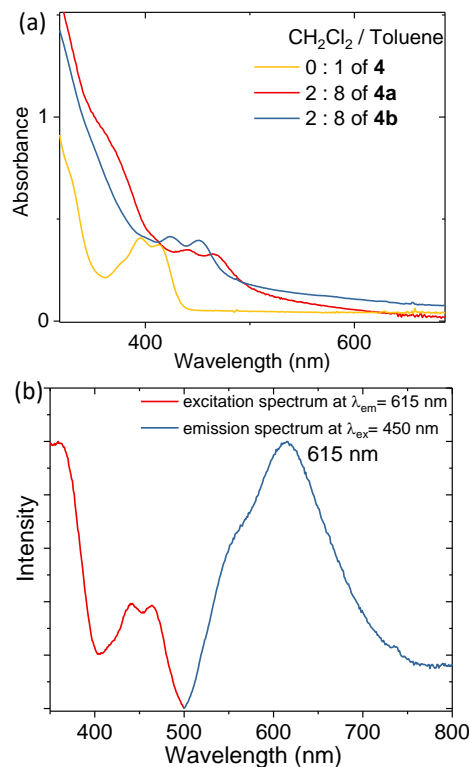 (a)
CH₂Cl₂ / Toluene
0 : 1 of 4
2 : 8 of 4a
2 : 8 of 4b
Absorbance
1
0
400 600
Wavelength (nm)
(b)
excitation spectrum at λem= 615 nm
emission spectrum at λex= 450 nm
615 nm
Intensity
400 500 600 700 800
Wavelength (nm)